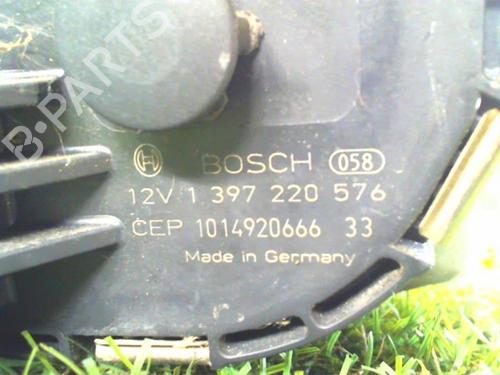 B-PARTS
BOSCH 058
12V 1 397 220 576
CEP 1014920666 33
Made in Germany